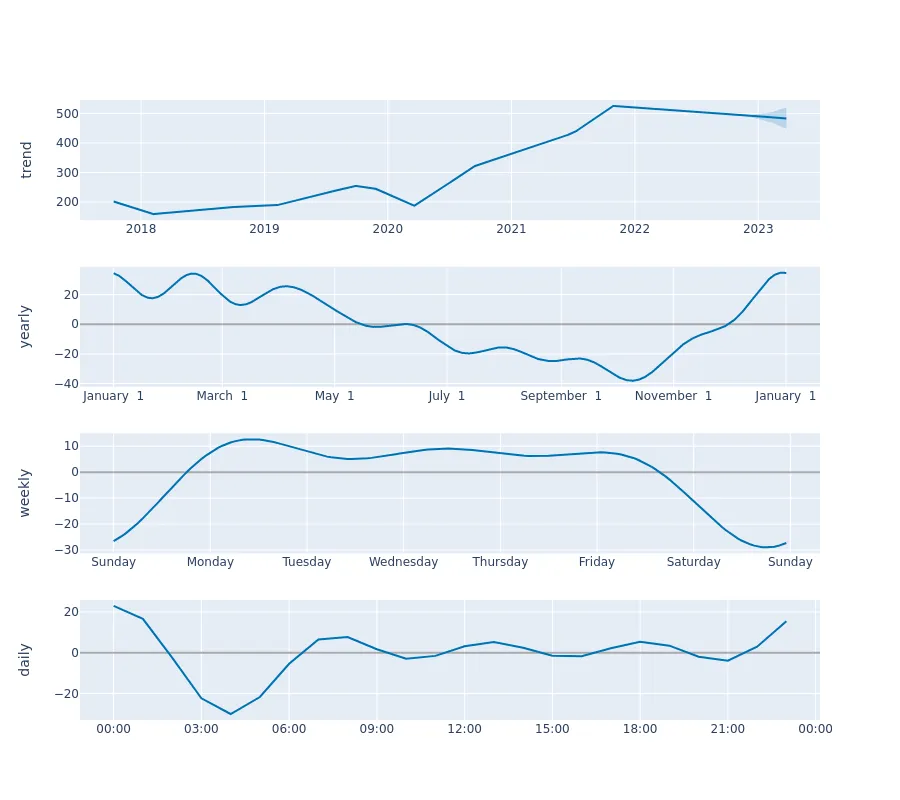 trend
500
400
300
200
2018 2019 2020 2021 2022 2023
yearly
20
0
−20
−40
January 1 March 1 May 1 July 1 September 1 November 1 January 1
weekly
10
0
−10
−20
−30
Sunday Monday Tuesday Wednesday Thursday Friday Saturday Sunday
daily
20
0
−20
00:00 03:00 06:00 09:00 12:00 15:00 18:00 21:00 00:00